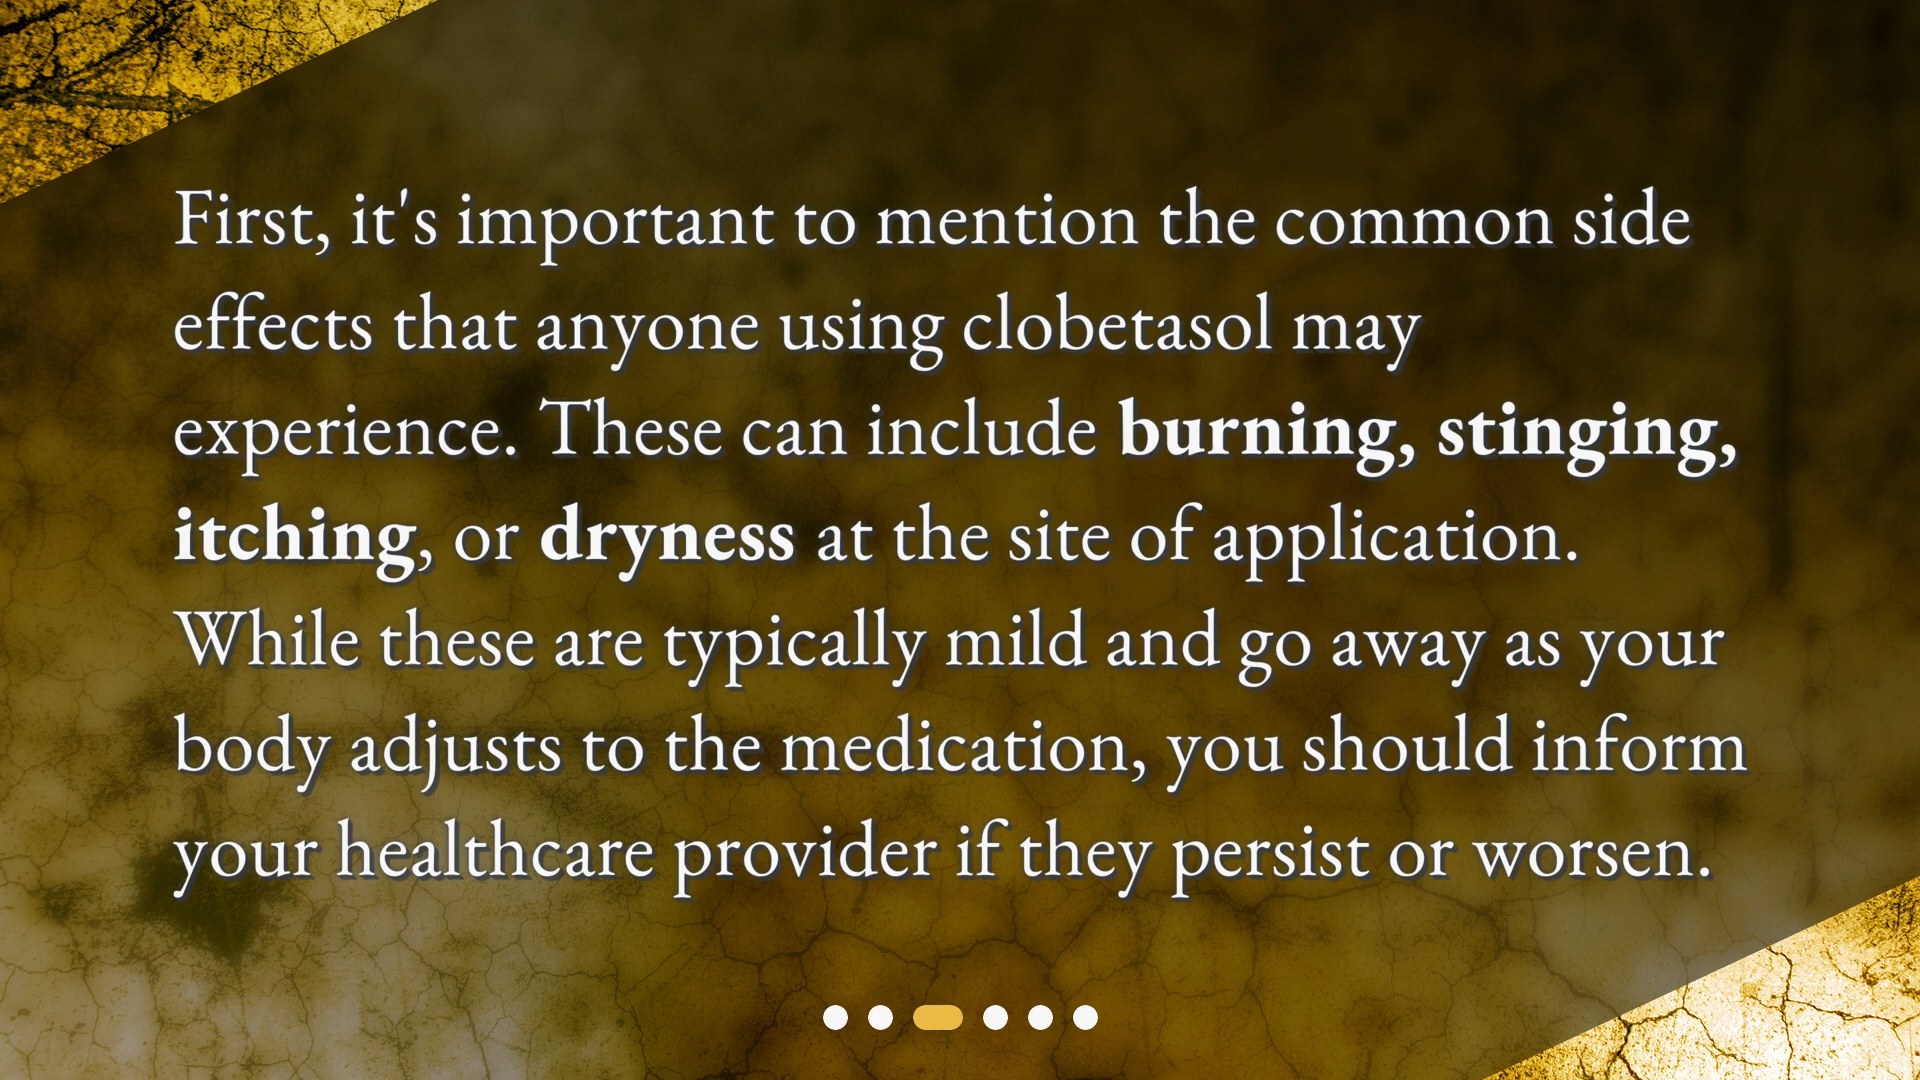 First, it's important to mention the common side
effects that anyone using clobetasol may
experience. These can include burning, stinging,
itching, or dryness at the site of application.
While these are typically mild and go away as your
body adjusts to the medication, you should inform
your healthcare provider if they persist or worsen.